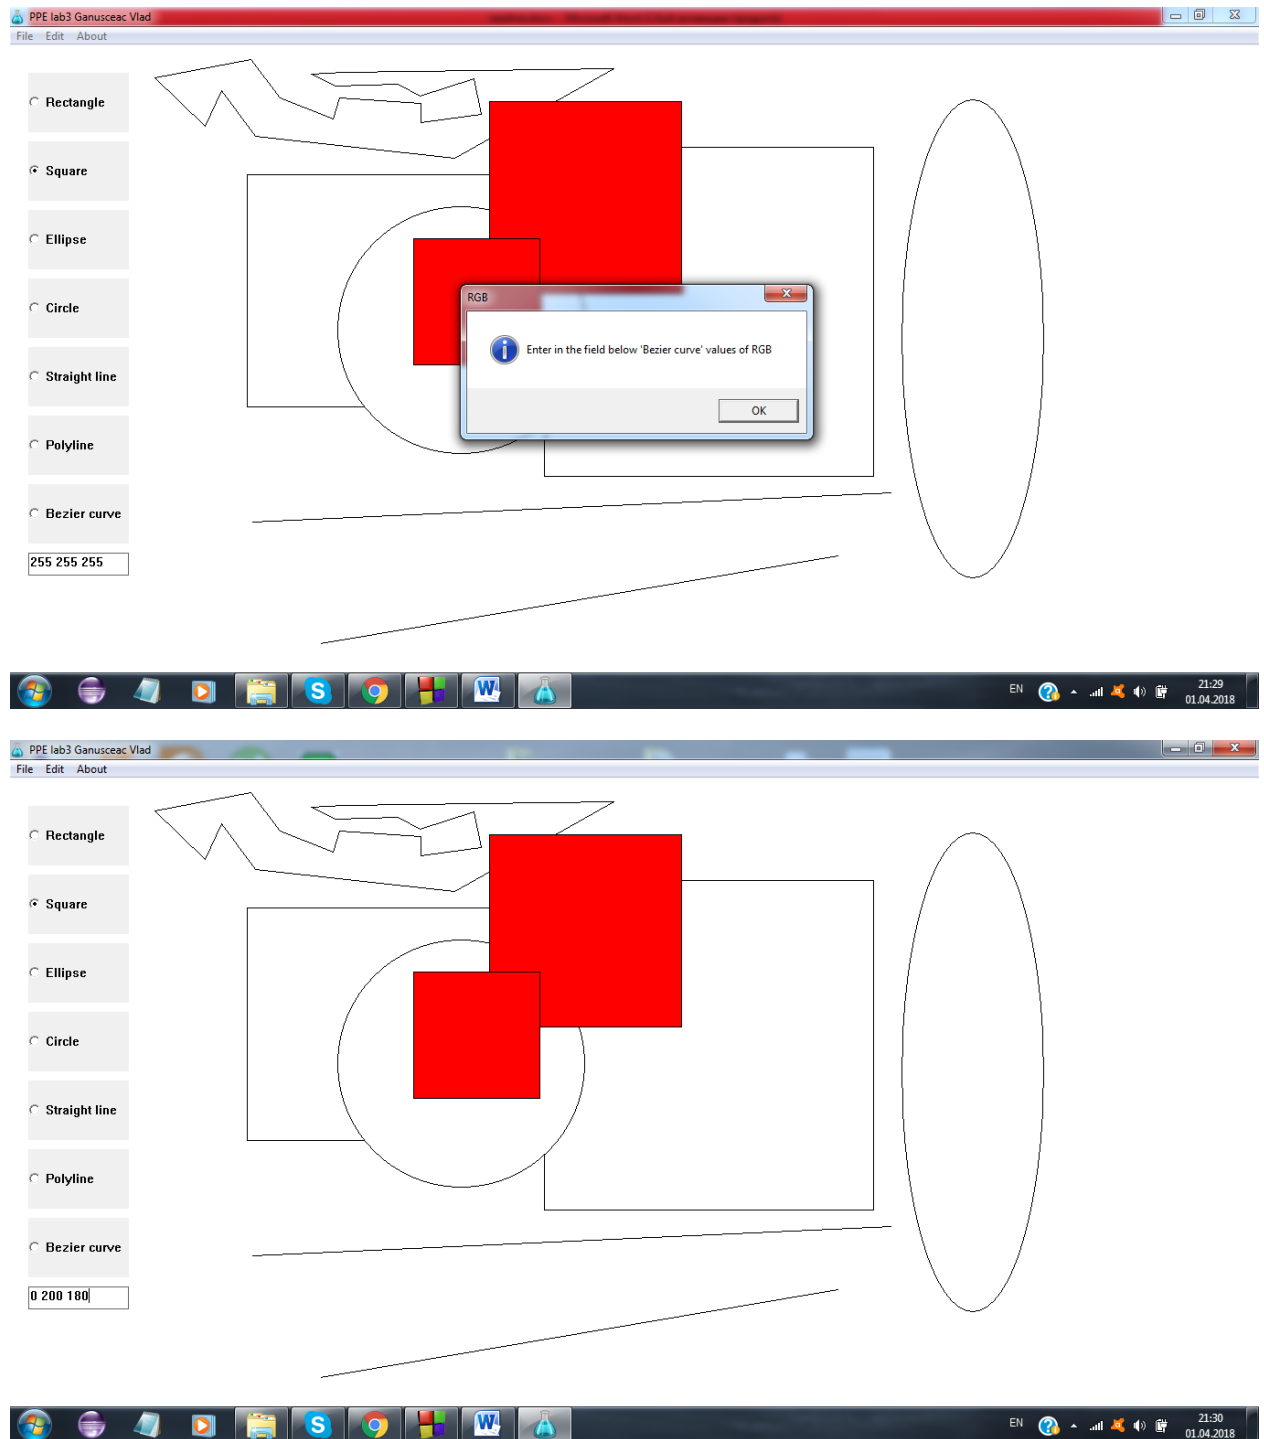 PPE lab3 Ganusceac Vlad
File Edit About
Rectangle
Square
Ellipse
Circle
RGB
Enter in the field below 'Bezier curve' values of RGB
OK
Straight line
Polyline
Bezier curve
255 255 255
EN
21:29
01.04.2018
PPE lab3 Ganusceac Vlad
File Edit About
Rectangle
Square
Ellipse
Circle
Straight line
Polyline
Bezier curve
0 200 180
EN
21:30
01.04.2018